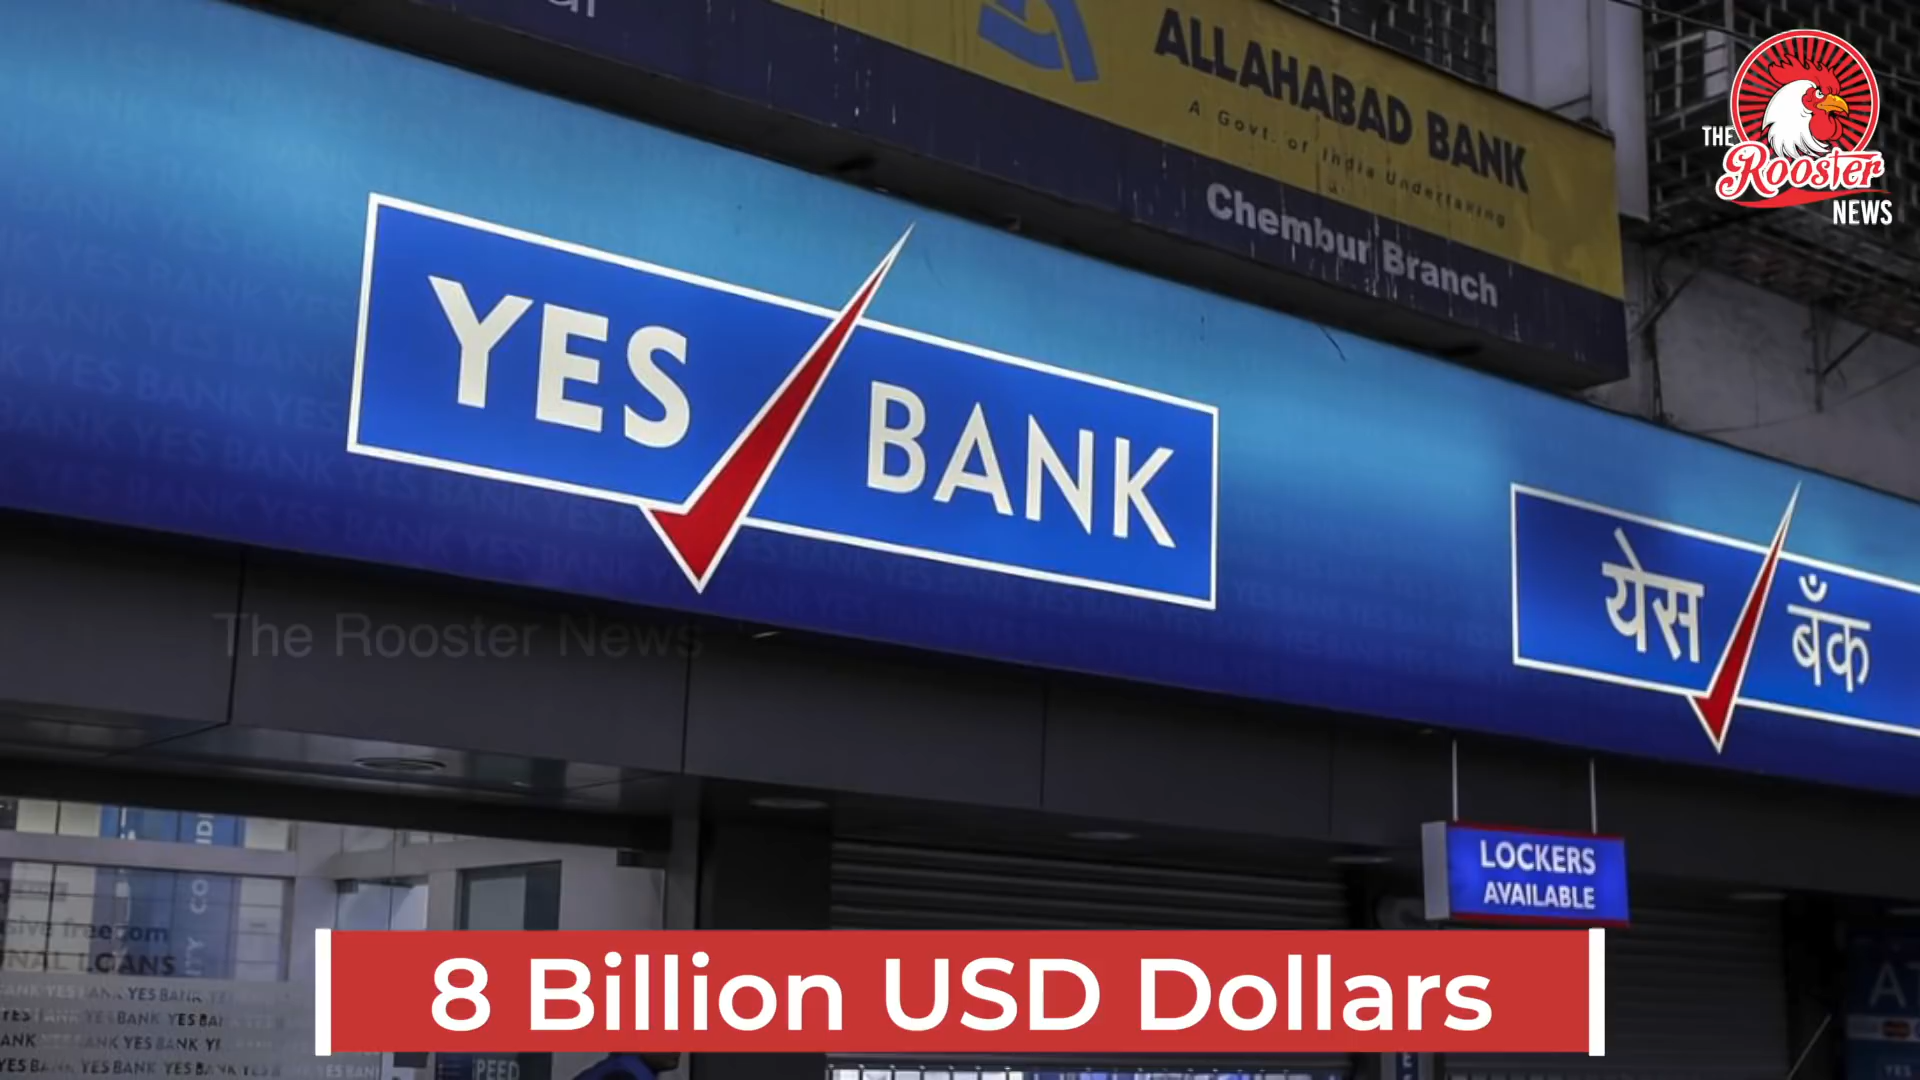 ALLAHABAD BANK
A Govt. of India Undertaking
Chembur Branch
THE
Rooster
NEWS
YES BANK
येस बँक
The Rooster News
LOCKERS
AVAILABLE
8 Billion USD Dollars